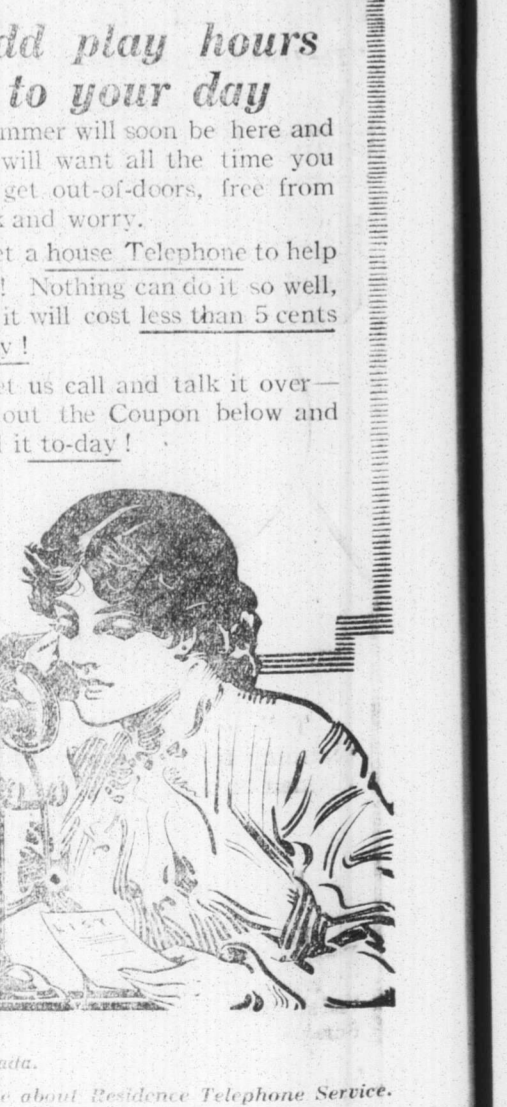 dd play hours
to your day
mmer will soon be here and
will want all the time you
get out-of-doors, free from
and worry.
t a house Telephone to help
! Nothing can do it so well,
it will cost less than 5 cents
y !
et us call and talk it over—
out the Coupon below and
it to-day !
LIST
ada.
e about Residence Telephone Service.